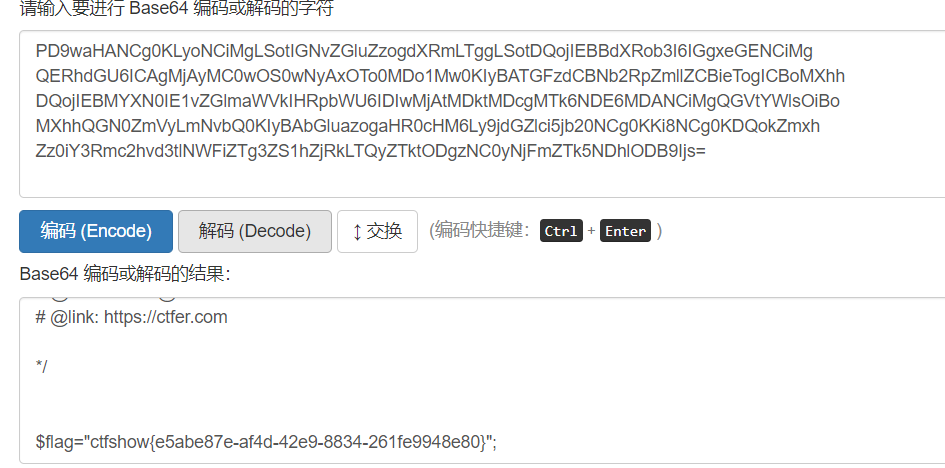 请输入要进行 Base64 编码或解码的字符
PD9waHANCg0KLyoNCiMgLSotIGNvZGluZzogdXRmLTggLSotDQojIEBBdXRob3I6IGgxeGENCiMg
QERhdGU6ICAgMjAyMC0wOS0wNyAxOTo0MDo1Mw0KIyBATGFzdCBNb2RpZmllZCBieTogICBoMXhh
DQojIEBMYXN0IE1vZGlmaWVkIHRpbWU6IDIwMjAtMDktMDcgMTk6NDE6MDANCiMgQGVtYWlsOiBo
MXhhQGN0ZmVyLmNvbQ0KIyBAbGluazogaHR0cHM6Ly9jdGZlci5jb20NCg0KKi8NCg0KDQokZmxh
Zz0iY3Rmc2hvd3tlNWFiZTg3ZS1hZjRkLTQyZTktODgzNC0yNjFmZTk5NDhlODB9Ijs=
编码 (Encode) 解码 (Decode) ↕ 交换 (编码快捷键： Ctrl + Enter )
Base64 编码或解码的结果：
# @link: https://ctfer.com
*/
$flag="ctfshow{e5abe87e-af4d-42e9-8834-261fe9948e80}";